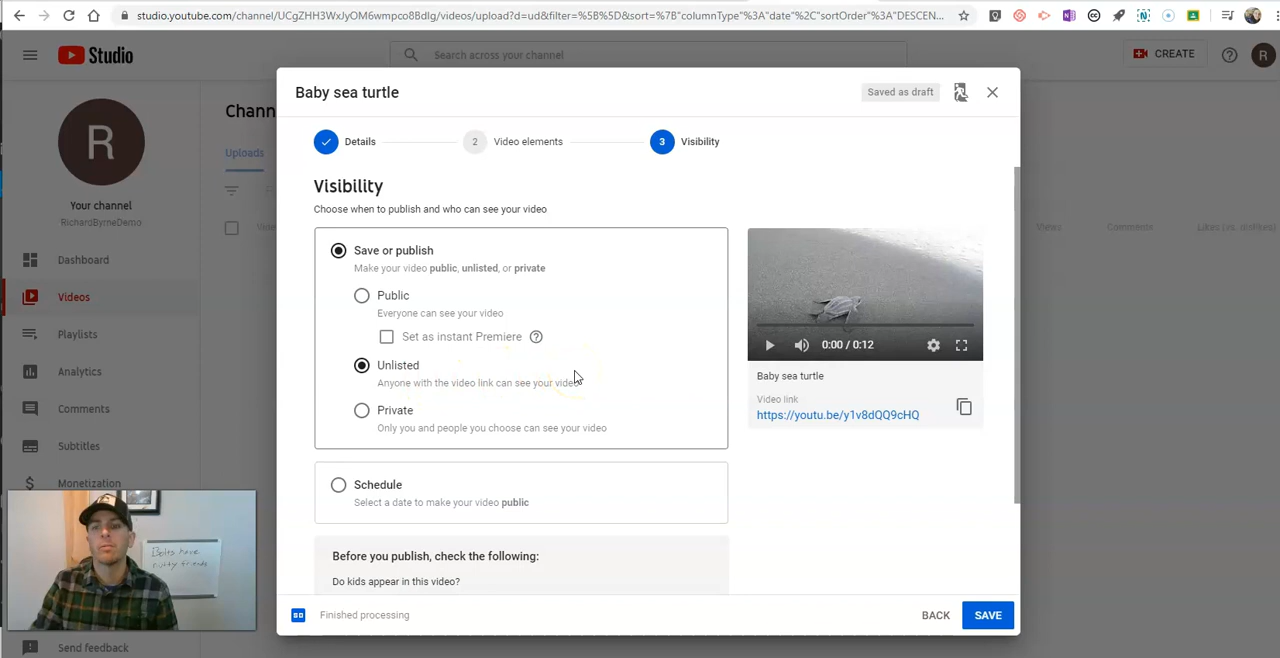 studio.youtube.com/channel/UCgZHH3WxJyOM6wmpco8BdIg/videos/upload?d=ud&filter=%5B%5D&sort=%7B"columnType"%3A"date"%2C"sortOrder"%3A"DESCEN...
Studio
Search across your channel
CREATE
R
R
Your channel
RichardByrneDemo
Dashboard
Videos
Playlists
Analytics
Comments
Subtitles
Monetization
Send feedback
Uploads
Views
Comments
Baby sea turtle
Saved as draft
Details
2
Video elements
3
Visibility
Visibility
Choose when to publish and who can see your video
Save or publish
Make your video public, unlisted, or private
Public
Everyone can see your video
Set as instant Premiere
Unlisted
Anyone with the video link can see your video
Private
Only you and people you choose can see your video
Schedule
Select a date to make your video public
Before you publish, check the following:
Do kids appear in this video?
0:00 / 0:12
Baby sea turtle
Video link
https://youtu.be/y1v8dQQ9cHQ
Finished processing
BACK
SAVE
Bolts have
nutty friends